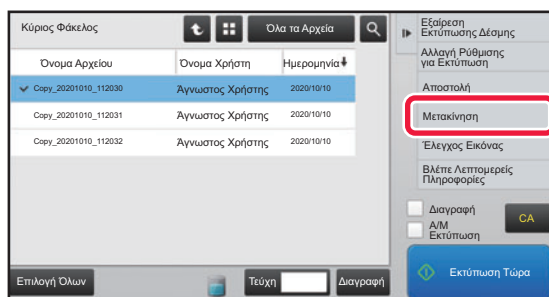 Κύριος Φάκελος
Όλα τα Αρχεία
Όνομα Αρχείου Όνομα Χρήστη Ημερομηνία
Copy_20201010_112030 Άγνωστος Χρήστης 2020/10/10
Copy_20201010_112031 Άγνωστος Χρήστης 2020/10/10
Copy_20201010_112032 Άγνωστος Χρήστης 2020/10/10
Επιλογή Όλων
Τεύχη
Διαγραφή
Εξαίρεση
Εκτύπωσης Δέσμης
Αλλαγή Ρύθμισης
για Εκτύπωση
Αποστολή
Μετακίνηση
Έλεγχος Εικόνας
Βλέπε Λεπτομερείς
Πληροφορίες
Διαγραφή
Α/Μ
Εκτύπωση
CA
Εκτύπωση Τώρα